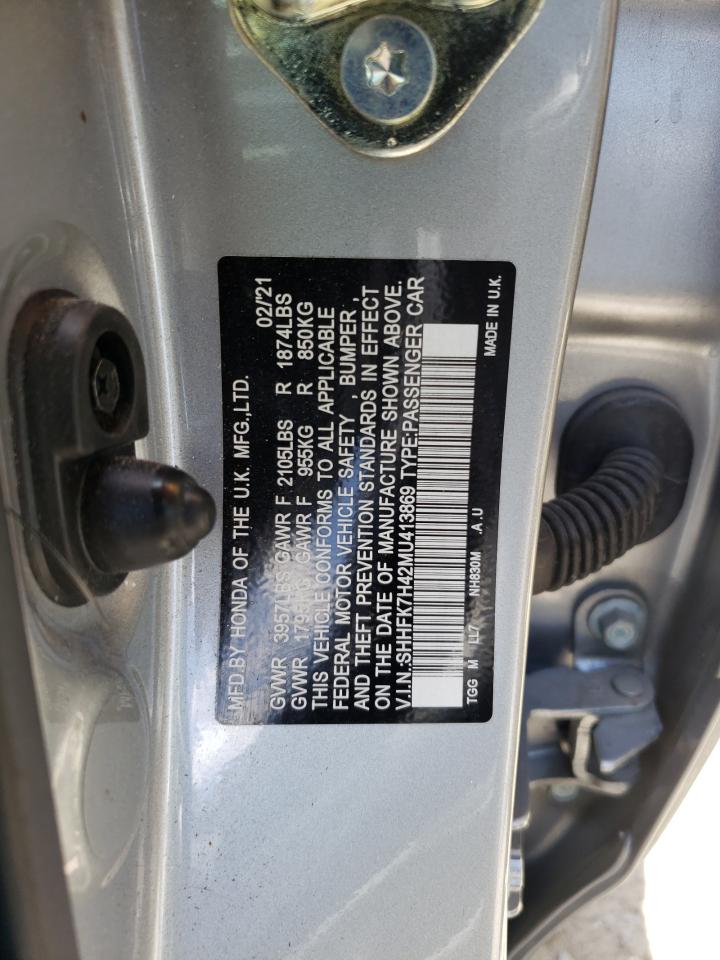 MFD.BY HONDA OF THE U.K. MFG.,LTD.
02/'21
GVWR 3957LBS GAWR F 2105LBS R 1874LBS
GVWR 1795KG GAWR F 955KG R 850KG
THIS VEHICLE CONFORMS TO ALL APPLICABLE
FEDERAL MOTOR VEHICLE SAFETY , BUMPER ,
AND THEFT PREVENTION STANDARDS IN EFFECT
ON THE DATE OF MANUFACTURE SHOWN ABOVE.
V.I.N.:SHHFK7H42MU413869 TYPE:PASSENGER CAR
TGG M LL7 NH830M .A .U MADE IN U.K.